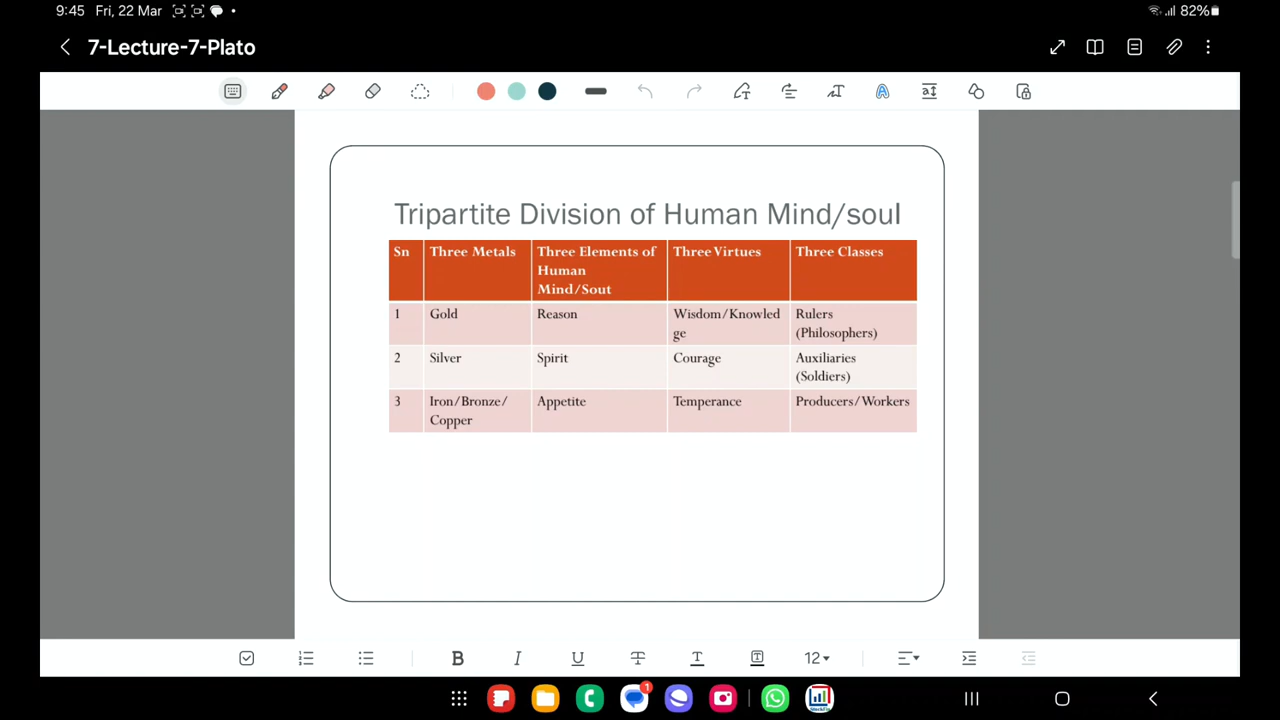 9:45 Fri, 22 Mar
82%
7-Lecture-7-Plato
Tripartite Division of Human Mind/soul
Sn Three Metals Three Elements of Human Mind/Sout Three Virtues Three Classes
1 Gold Reason Wisdom/Knowled ge Rulers (Philosophers)
2 Silver Spirit Courage Auxiliaries (Soldiers)
3 Iron/Bronze/ Copper Appetite Temperance Producers/Workers
B I U T T T 12
1